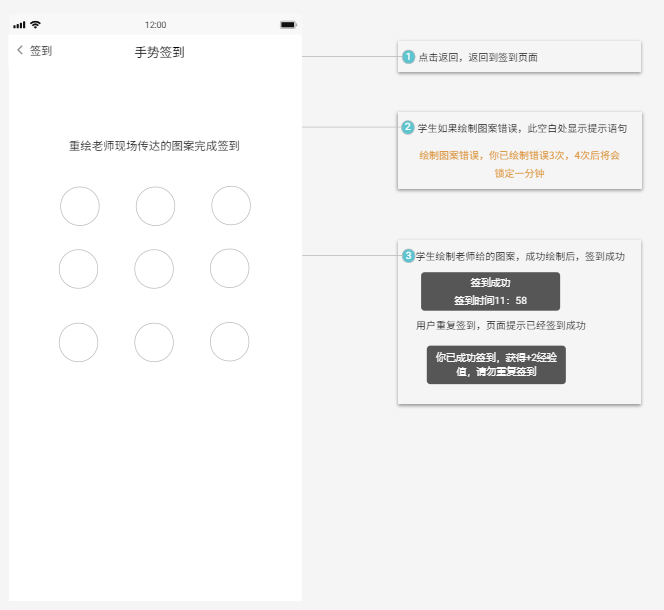 12:00
签到
手势签到
重绘老师现场传达的图案完成签到
1 点击返回，返回到签到页面
2 学生如果绘制图案错误，此空白处显示提示语句
绘制图案错误，你已绘制错误3次，4次后将会
锁定一分钟
3 学生绘制老师给的图案，成功绘制后，签到成功
签到成功
签到时间11：58
用户重复签到，页面提示已经签到成功
你已成功签到，获得+2经验
值，请勿重复签到